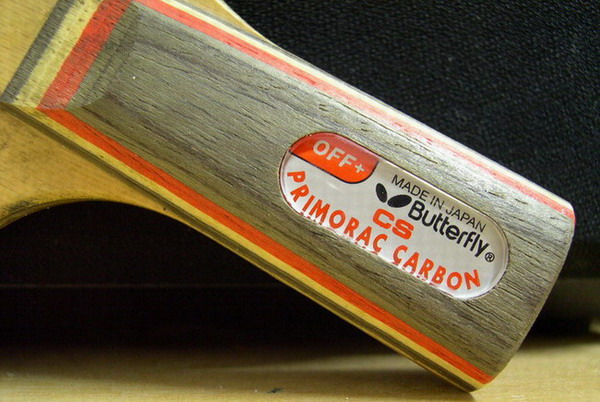 OFF+
MADE IN JAPAN
Butterfly®
CS
PRIMORAC CARBON